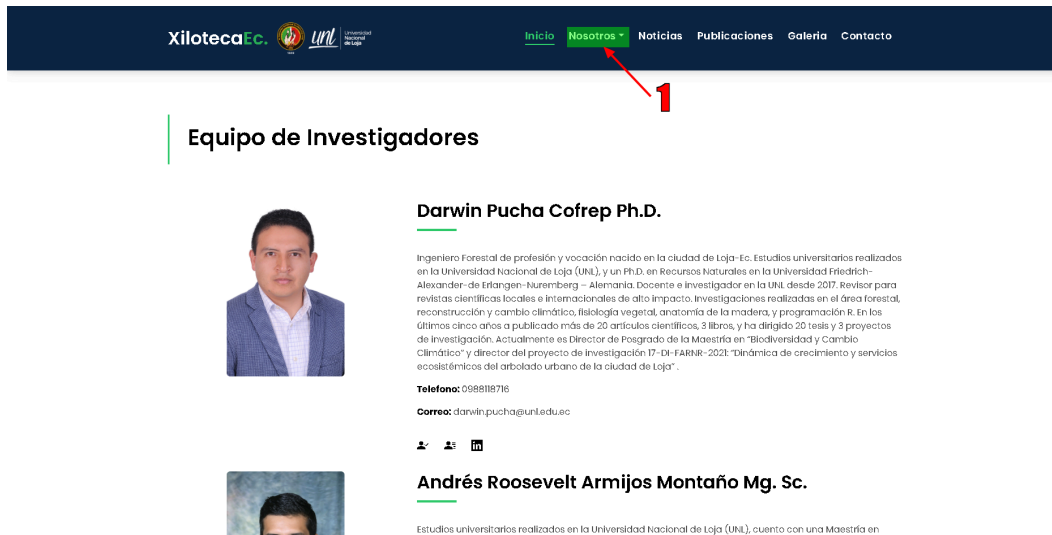 XilotecaEc. unl Universidad
Nacional
de Loja
Inicio Nosotros Noticias Publicaciones Galeria Contacto
1
Equipo de Investigadores
Darwin Pucha Cofrep Ph.D.
Ingeniero Forestal de profesión y vocación nacido en la ciudad de Loja-Ec. Estudios universitarios realizados
en la Universidad Nacional de Loja (UNL), y un Ph.D. en Recursos Naturales en la Universidad Friedrich-
Alexander-de Erlangen-Nuremberg – Alemania. Docente e investigador en la UNL desde 2017. Revisor para
revistas científicas locales e internacionales de alto impacto. Investigaciones realizadas en el área forestal,
reconstrucción y cambio climático, fisiología vegetal, anatomía de la madera, y programación R. En los
últimos cinco años a publicado más de 20 artículos científicos, 3 libros, y ha dirigido 20 tesis y 3 proyectos
de investigación. Actualmente es Director de Posgrado de la Maestría en “Biodiversidad y Cambio
Climático” y director del proyecto de investigación 17-DI-FARNR-2021: “Dinámica de crecimiento y servicios
ecosistémicos del arbolado urbano de la ciudad de Loja” .
Telefono: 0988118716
Correo: darwin.pucha@unl.edu.ec
in
Andrés Roosevelt Armijos Montaño Mg. Sc.
Estudios universitarios realizados en la Universidad Nacional de Loja (UNL), cuento con una Maestría en